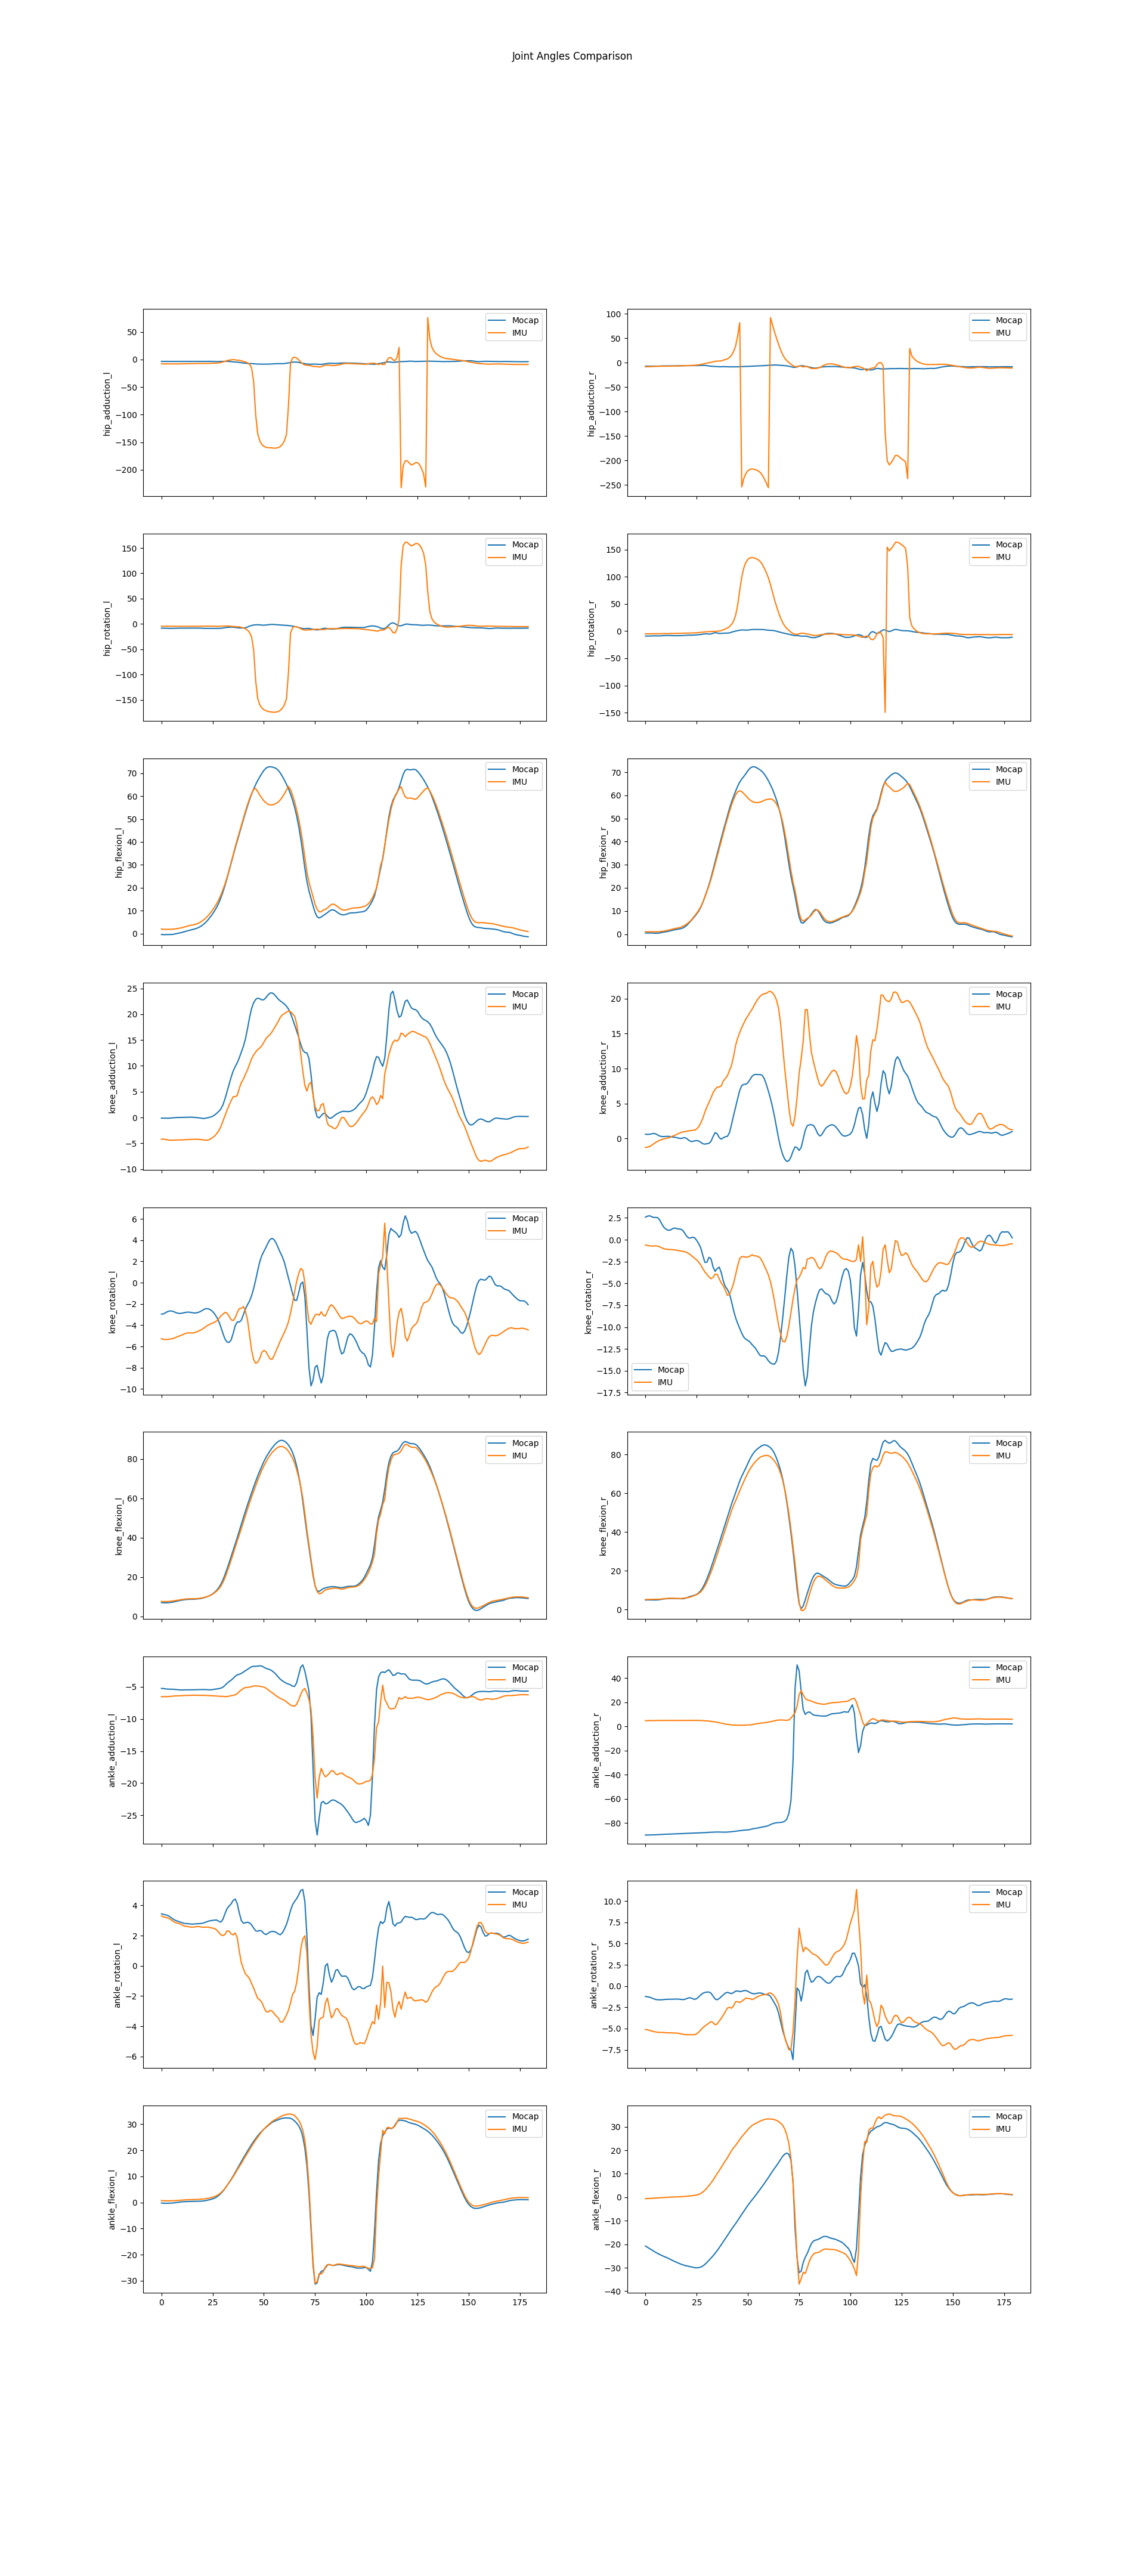 Joint Angles Comparison
hip_adduction_l
50
0
−50
−100
−150
−200
Mocap
IMU
hip_adduction_r
100
50
0
−50
−100
−150
−200
−250
Mocap
IMU
hip_rotation_l
150
100
50
0
−50
−100
−150
Mocap
IMU
hip_rotation_r
150
100
50
0
−50
−100
−150
Mocap
IMU
hip_flexion_l
70
60
50
40
30
20
10
0
Mocap
IMU
hip_flexion_r
70
60
50
40
30
20
10
0
Mocap
IMU
knee_adduction_l
25
20
15
10
5
0
−5
−10
Mocap
IMU
knee_adduction_r
20
15
10
5
0
Mocap
IMU
knee_rotation_l
6
4
2
0
−2
−4
−6
−8
−10
Mocap
IMU
knee_rotation_r
2.5
0.0
−2.5
−5.0
−7.5
−10.0
−12.5
−15.0
−17.5
Mocap
IMU
knee_flexion_l
80
60
40
20
0
Mocap
IMU
knee_flexion_r
80
60
40
20
0
Mocap
IMU
ankle_adduction_l
−5
−10
−15
−20
−25
Mocap
IMU
ankle_adduction_r
40
20
0
−20
−40
−60
−80
Mocap
IMU
ankle_rotation_l
4
2
0
−2
−4
−6
Mocap
IMU
ankle_rotation_r
10.0
7.5
5.0
2.5
0.0
−2.5
−5.0
−7.5
Mocap
IMU
ankle_flexion_l
30
20
10
0
−10
−20
−30
Mocap
IMU
0 25 50 75 100 125 150 175
ankle_flexion_r
30
20
10
0
−10
−20
−30
−40
Mocap
IMU
0 25 50 75 100 125 150 175